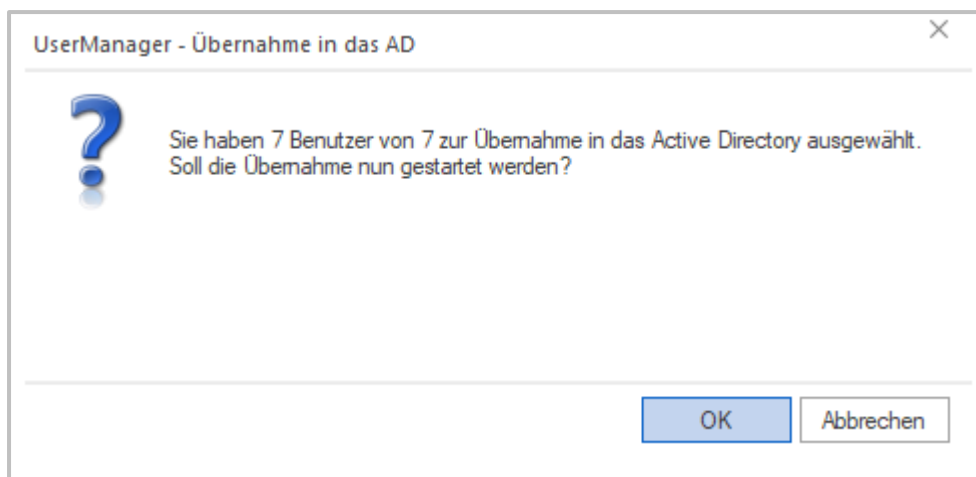 UserManager - Übernahme in das AD
Sie haben 7 Benutzer von 7 zur Übernahme in das Active Directory ausgewählt.
Soll die Übernahme nun gestartet werden?
OK
Abbrechen